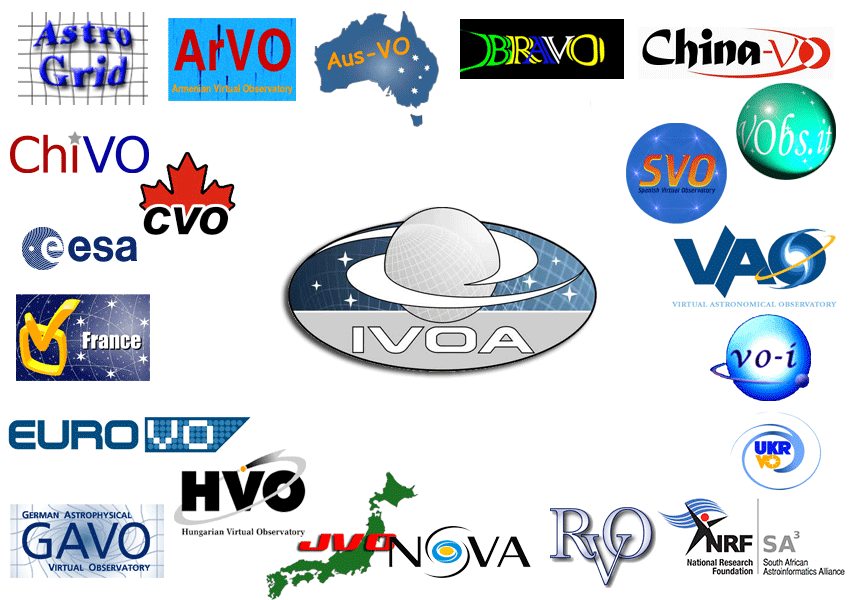 Astro
Grid
ArVO
Armenian Virtual Observatory
Aus-VO
BRAVO
China-VO
ChiVO
CVO
SVO
Spanish Virtual Observatory
VObs.it
esa
VAO
VIRTUAL ASTRONOMICAL OBSERVATORY
France
IVOA
vo-i
EURO VO
UKR
VO
HVO
Hungarian Virtual Observatory
GERMAN ASTROPHYSICAL
GAVO
VIRTUAL OBSERVATORY
JVO
NOVA
RVO
NRF
National Research
Foundation
SA³
South African
Astroinformatics Alliance